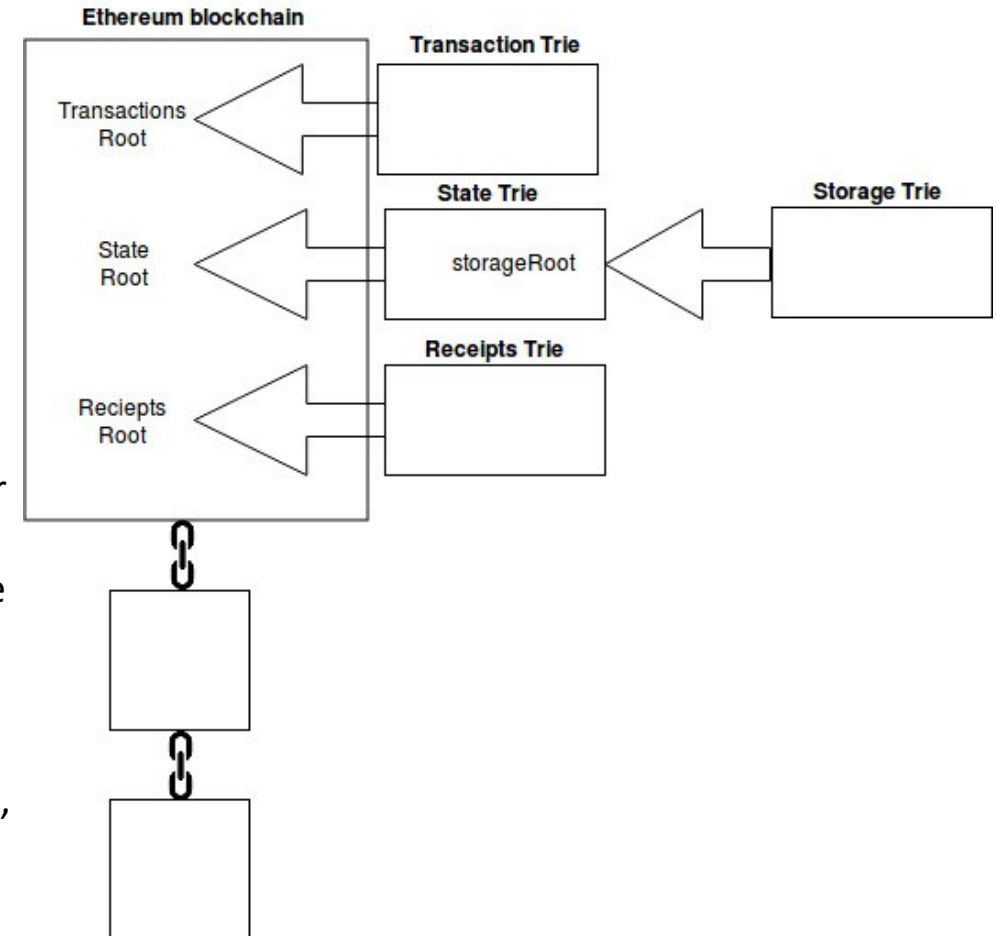 Ethereum blockchain
Transaction Trie
Transactions
Root
State Trie
Storage Trie
State
Root
storageRoot
Receipts Trie
Reciepts
Root
r
e
,